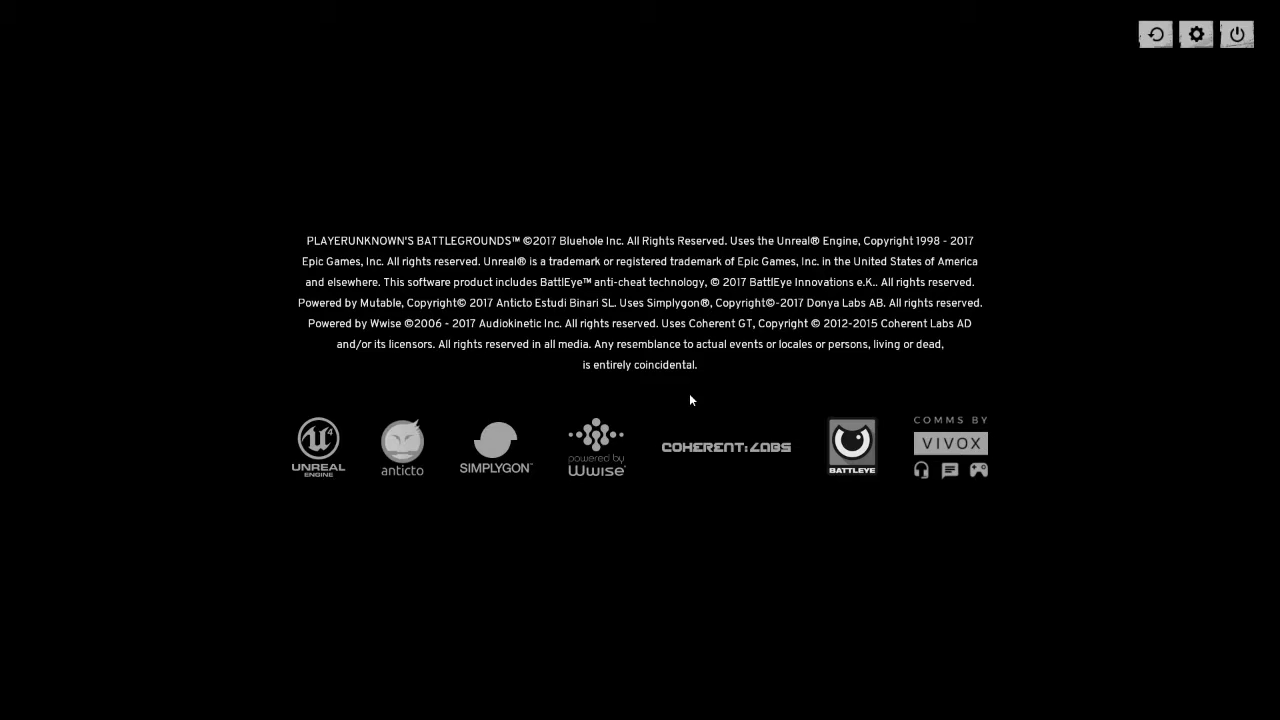 PLAYERUNKNOWN'S BATTLEGROUNDS™ ©2017 Bluehole Inc. All Rights Reserved. Uses the Unreal® Engine, Copyright 1998 - 2017
Epic Games, Inc. All rights reserved. Unreal® is a trademark or registered trademark of Epic Games, Inc. in the United States of America
and elsewhere. This software product includes BattlEye™ anti-cheat technology, © 2017 BattlEye Innovations e.K.. All rights reserved.
Powered by Mutable, Copyright© 2017 Anticto Estudi Binari SL. Uses Simplygon®, Copyright©-2017 Donya Labs AB. All rights reserved.
Powered by Wwise ©2006 - 2017 Audiokinetic Inc. All rights reserved. Uses Coherent GT, Copyright © 2012-2015 Coherent Labs AD
and/or its licensors. All rights reserved in all media. Any resemblance to actual events or locales or persons, living or dead,
is entirely coincidental.
4
UNREAL
ENGINE
anticto
SIMPLYGON™
powered by
Wwise®
COHERENT:LABS
BATTLEYE
COMMS BY
VIVOX